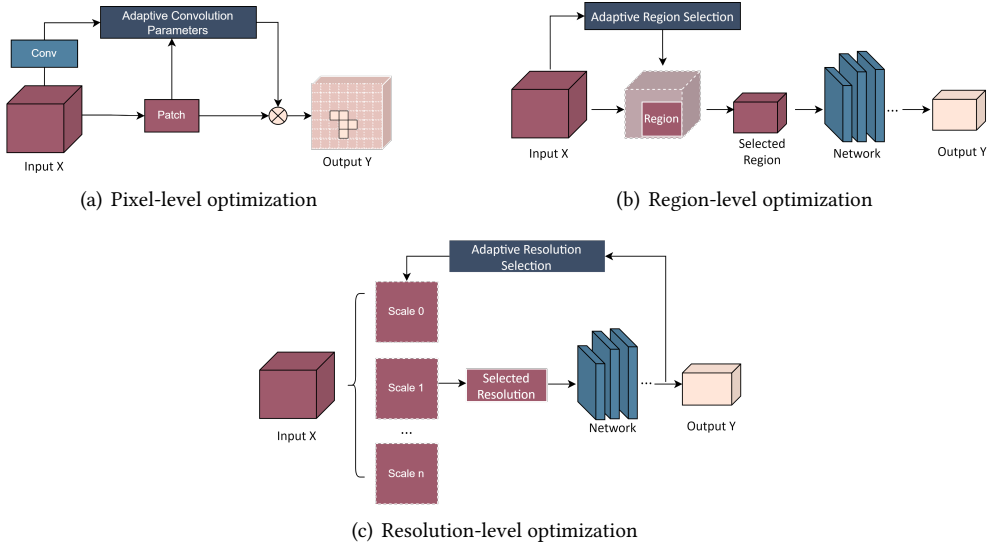 Adaptive Convolution
Parameters
Conv
Patch
Input X
Output Y
(a) Pixel-level optimization
Adaptive Region Selection
Region
Input X
Selected
Region
Network
...
Output Y
(b) Region-level optimization
Adaptive Resolution
Selection
Scale 0
Scale 1
...
Scale n
Selected
Resolution
Input X
Network
...
Output Y
(c) Resolution-level optimization